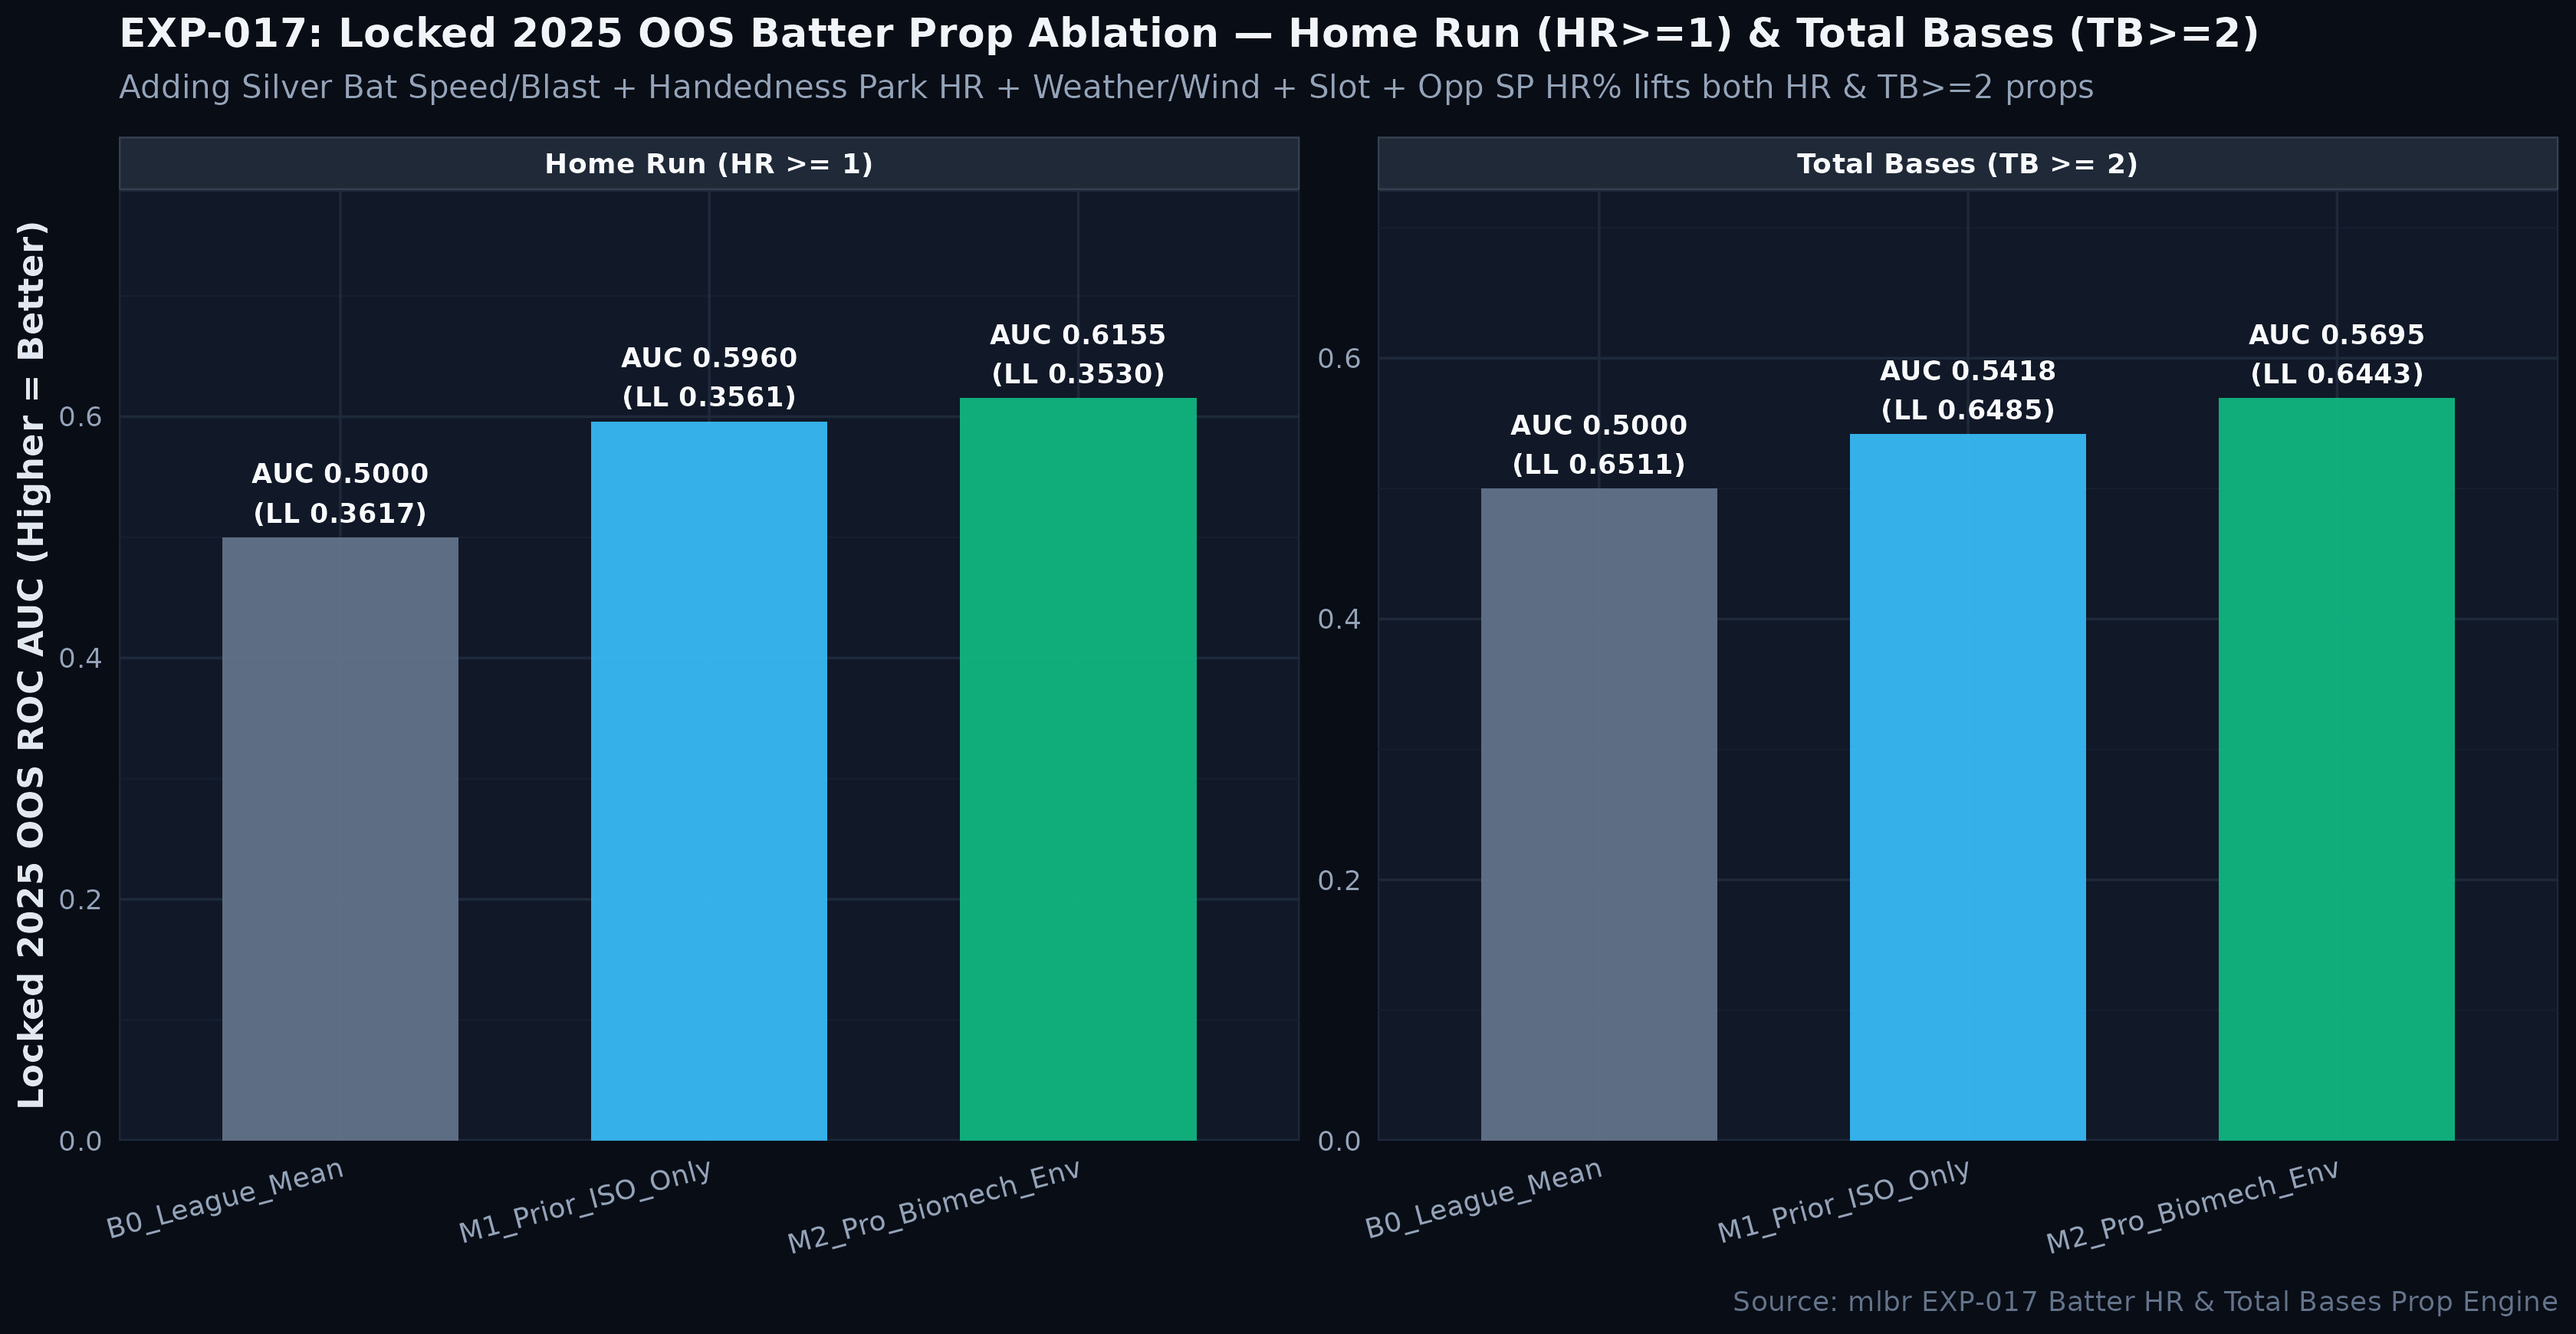 EXP-017: Locked 2025 OOS Batter Prop Ablation — Home Run (HR>=1) & Total Bases (TB>=2)
Adding Silver Bat Speed/Blast + Handedness Park HR + Weather/Wind + Slot + Opp SP HR% lifts both HR & TB>=2 props
Locked 2025 OOS ROC AUC (Higher = Better)
Home Run (HR >= 1)
0.6
0.4
0.2
0.0
AUC 0.5000
(LL 0.3617)
AUC 0.5960
(LL 0.3561)
AUC 0.6155
(LL 0.3530)
B0_League_Mean
M1_Prior_ISO_Only
M2_Pro_Biomech_Env
Total Bases (TB >= 2)
0.6
0.4
0.2
0.0
AUC 0.5000
(LL 0.6511)
AUC 0.5418
(LL 0.6485)
AUC 0.5695
(LL 0.6443)
B0_League_Mean
M1_Prior_ISO_Only
M2_Pro_Biomech_Env
Source: mlbr EXP-017 Batter HR & Total Bases Prop Engine